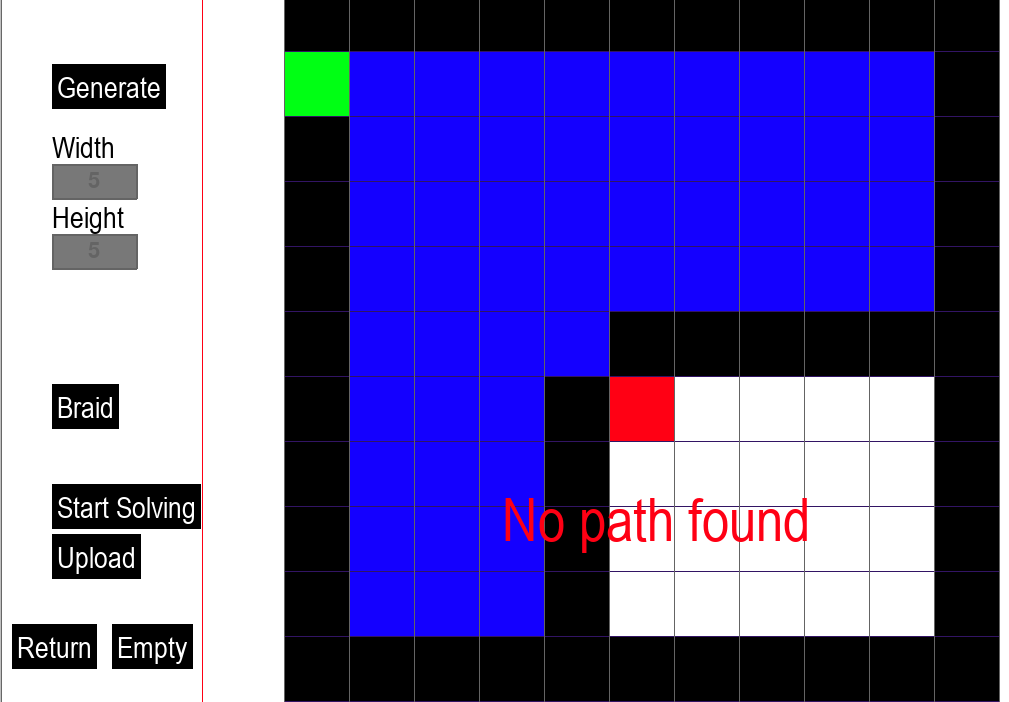 Generate
Width
5
Height
5
Braid
Start Solving
Upload
Return Empty
No path found